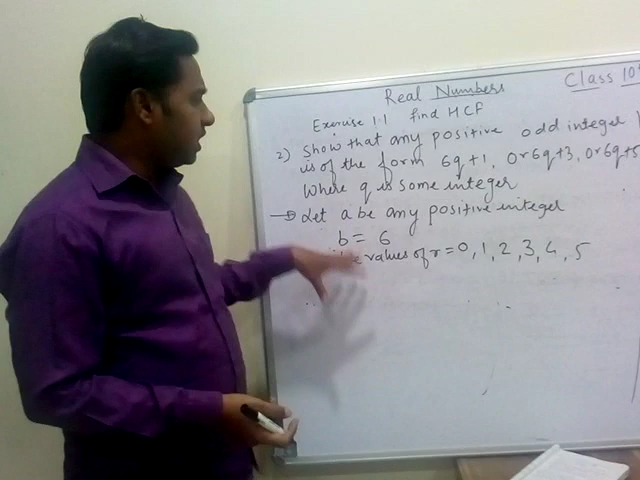 Real Numbers
Class 10
Exercise 1.1 find HCF
2) Show that any positive odd integer
is of the form 6q+1, or 6q+3, or 6q+5
Where q is some integer
Let a be any positive integer
b = 6
values of r = 0, 1, 2, 3, 4, 5